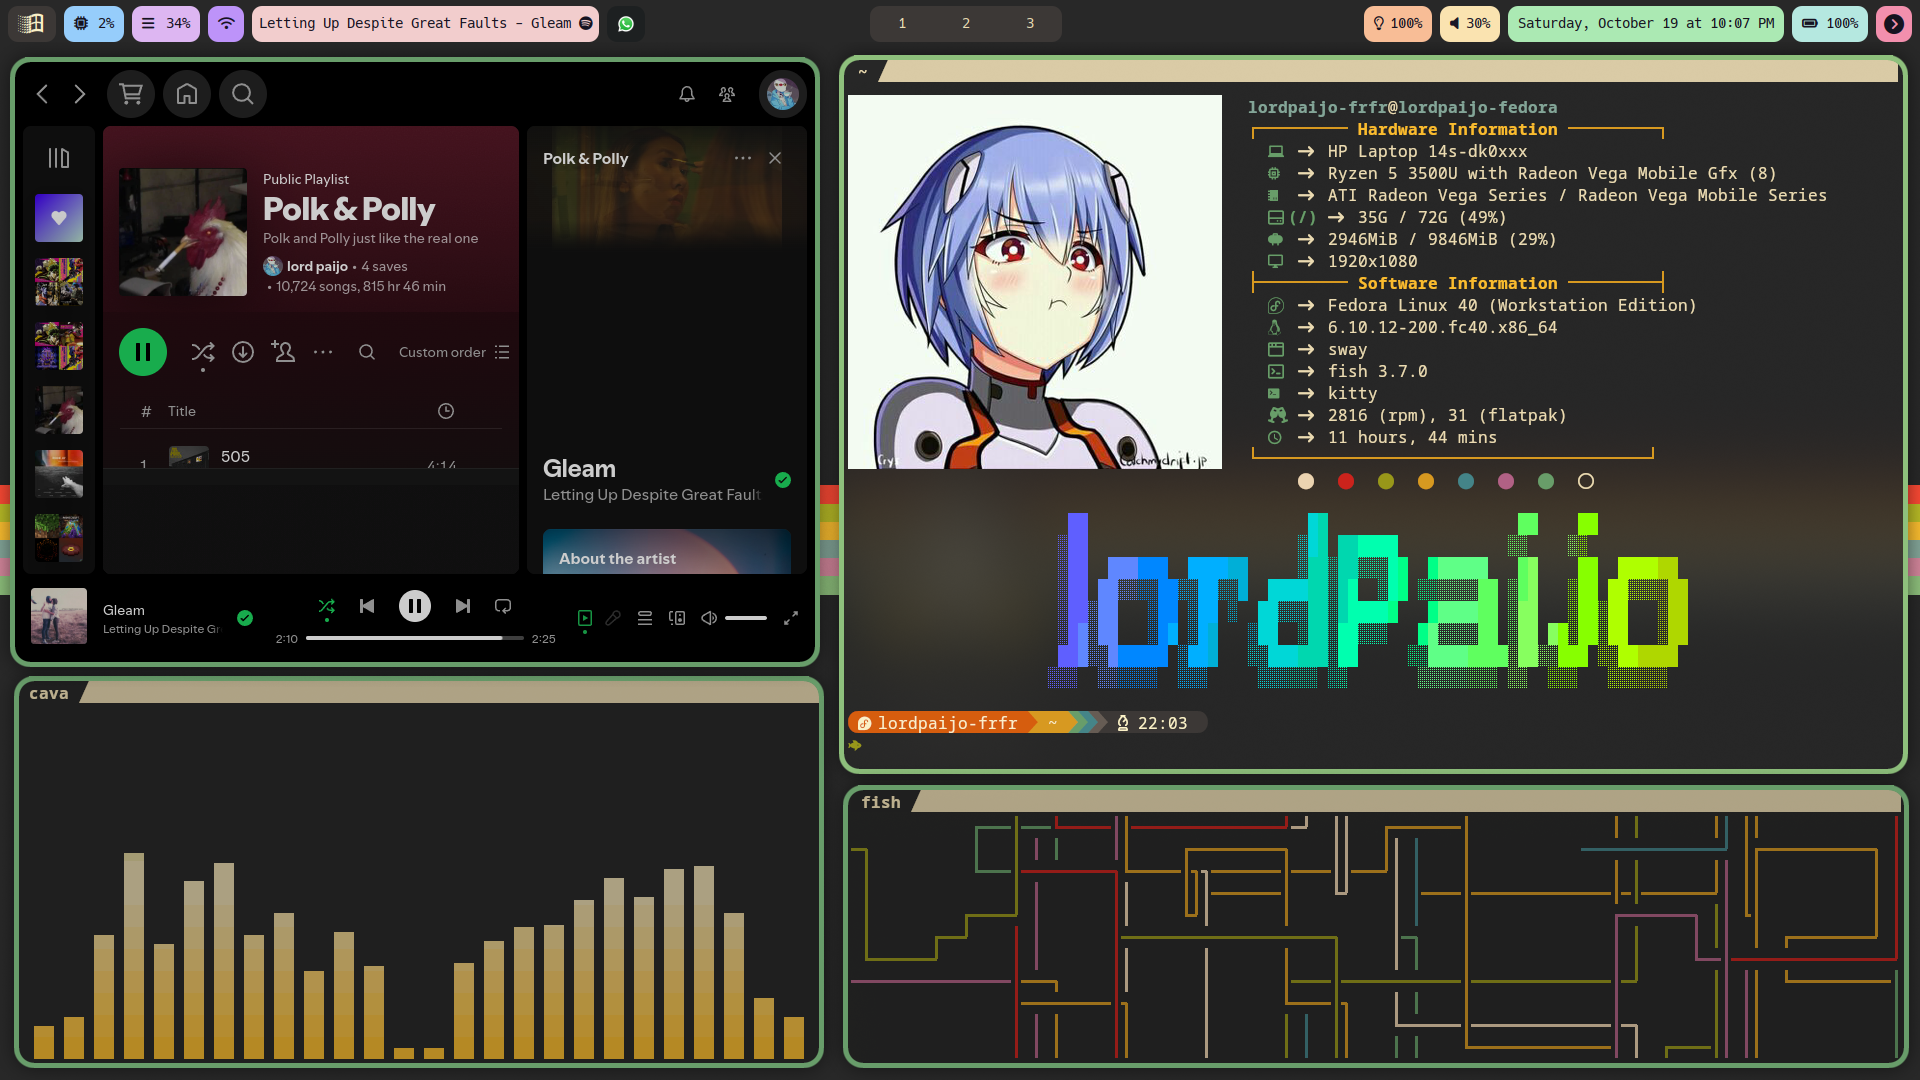 2%
34%
Letting Up Despite Great Faults - Gleam
1
2
3
100%
30%
Saturday, October 19 at 10:07 PM
100%
Polk & Polly
Public Playlist
Polk & Polly
Polk and Polly just like the real one
lord paijo • 4 saves
• 10,724 songs, 815 hr 46 min
Custom order
# Title
1
505
4:14
Gleam
Letting Up Despite Great Fault
About the artist
Gleam
Letting Up Despite Gr
2:10
2:25
cava
~
lordpaijo-frfr@lordpaijo-fedora
Hardware Information
HP Laptop 14s-dk0xxx
Ryzen 5 3500U with Radeon Vega Mobile Gfx (8)
ATI Radeon Vega Series / Radeon Vega Mobile Series
(/) → 35G / 72G (49%)
2946MiB / 9846MiB (29%)
1920x1080
Software Information
Fedora Linux 40 (Workstation Edition)
6.10.12-200.fc40.x86_64
sway
fish 3.7.0
kitty
2816 (rpm), 31 (flatpak)
11 hours, 44 mins
lordpaijo
lordpaijo-frfr ~ 22:03
fish